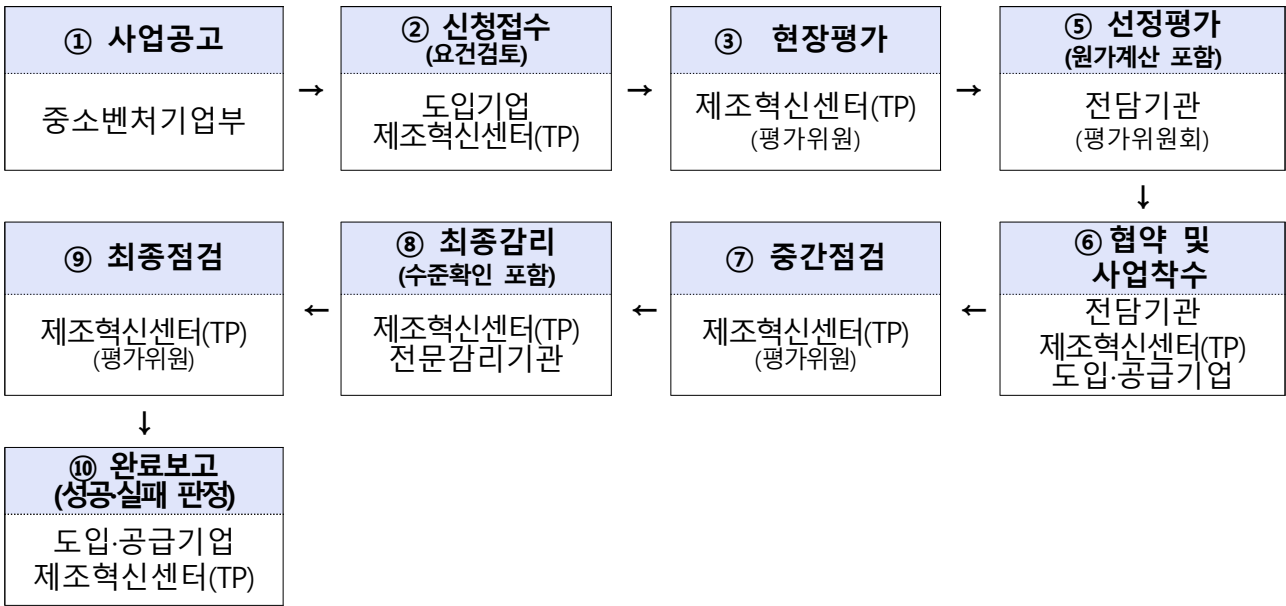 ① 사업공고
중소벤처기업부
→
② 신청접수
(요건검토)
도입기업
제조혁신센터(TP)
→
③ 현장평가
제조혁신센터(TP)
(평가위원)
→
⑤ 선정평가
(원가계산 포함)
전담기관
(평가위원회)
↓
⑥ 협약 및
사업착수
전담기관
제조혁신센터(TP)
도입·공급기업
←
⑦ 중간점검
제조혁신센터(TP)
(평가위원)
←
⑧ 최종감리
(수준확인 포함)
제조혁신센터(TP)
전문감리기관
←
⑨ 최종점검
제조혁신센터(TP)
(평가위원)
↓
⑩ 완료보고
(성공·실패 판정)
도입·공급기업
제조혁신센터(TP)